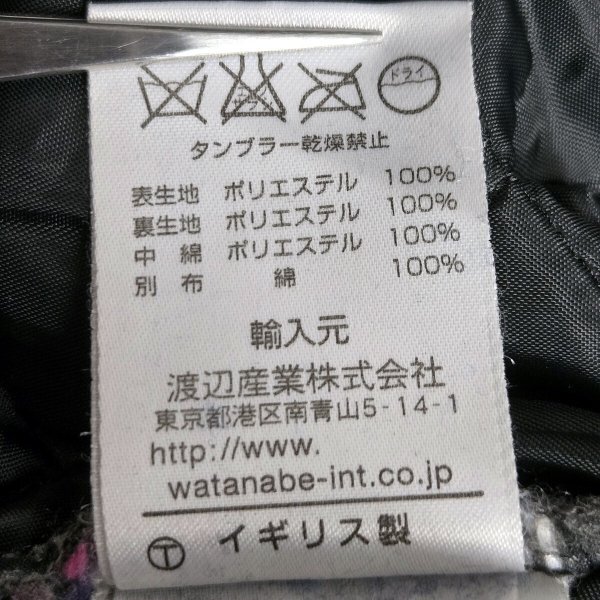 ドライ
タンブラー乾燥禁止
表生地 ポリエステル 100%
裏生地 ポリエステル 100%
中 綿 ポリエステル 100%
別 布 綿 100%
輸入元
渡辺産業株式会社
東京都港区南青山5-14-1
http://www.
watanabe-int.co.jp
Ⓣ イギリス製